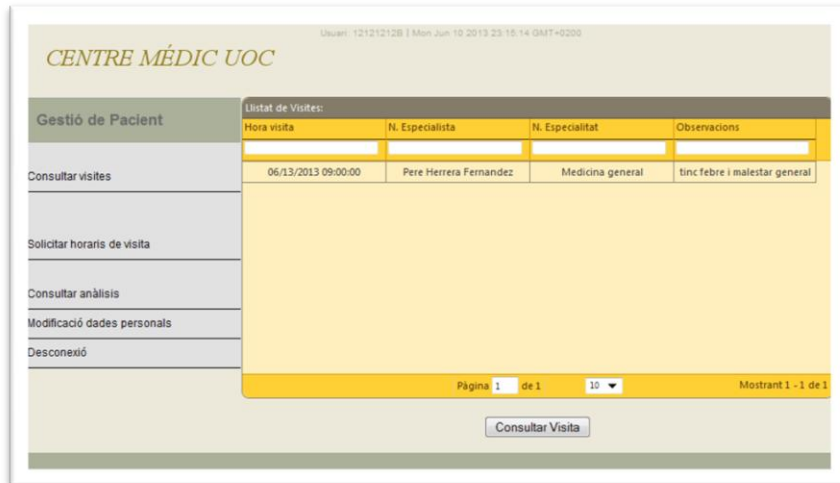 Usuari: 12121212B | Mon Jun 10 2013 23:15:14 GMT+0200
CENTRE MÉDIC UOC
Gestió de Pacient
Consultar visites
Solicitar horaris de visita
Consultar anàlisis
Modificació dades personals
Desconexió
Llistat de Visites:
Hora visita N. Especialista N. Especialitat Observacions
06/13/2013 09:00:00 Pere Herrera Fernandez Medicina general tinc febre i malestar general
Pàgina 1 de 1 10 Mostrant 1 - 1 de 1
Consultar Visita